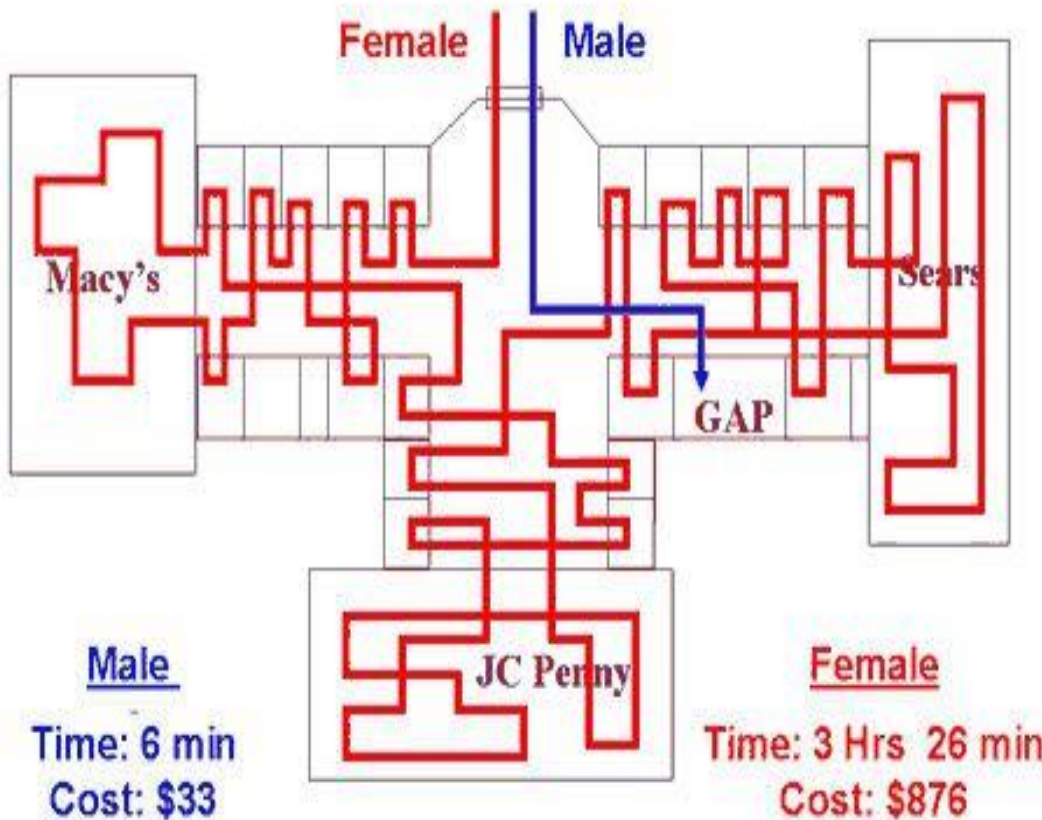 Female Male
Macy's
Sears
GAP
JC Penny
Male
Time: 6 min
Cost: $33
Female
Time: 3 Hrs 26 min
Cost: $876